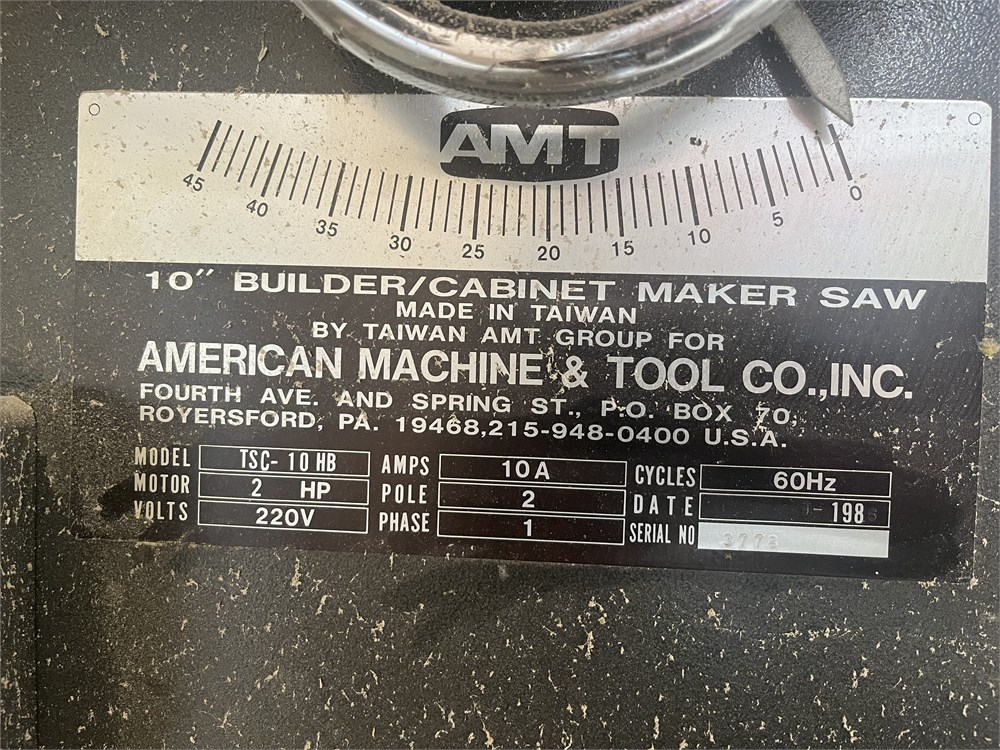 AMT
45 40 35 30 25 20 15 10 5 0
10" BUILDER/CABINET MAKER SAW
MADE IN TAIWAN
BY TAIWAN AMT GROUP FOR
AMERICAN MACHINE & TOOL CO.,INC.
FOURTH AVE. AND SPRING ST., P.O. BOX 70,
ROYERSFORD, PA. 19468,215-948-0400 U.S.A.
MODEL TSC-10HB AMPS 10A CYCLES 60Hz
MOTOR 2 HP POLE 2 DATE -198
VOLTS 220V PHASE 1 SERIAL NO